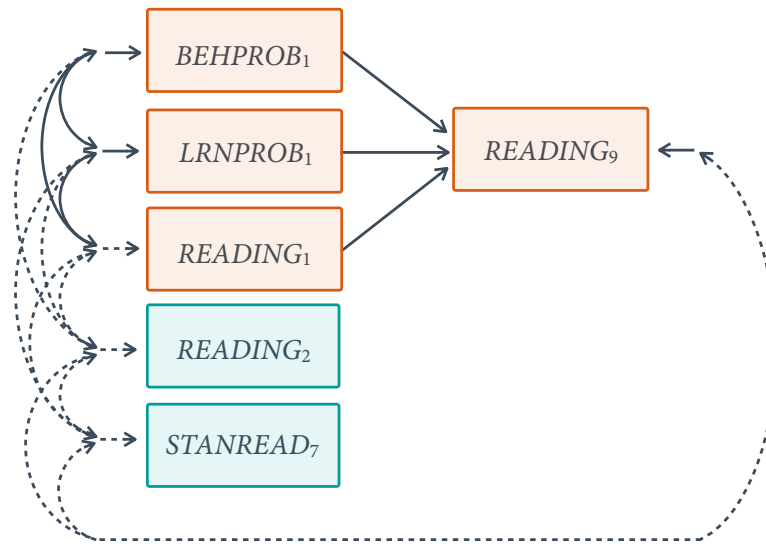 BEHPROB₁
LRNPROB₁
READING₉
READING₁
READING₂
STANREAD₇